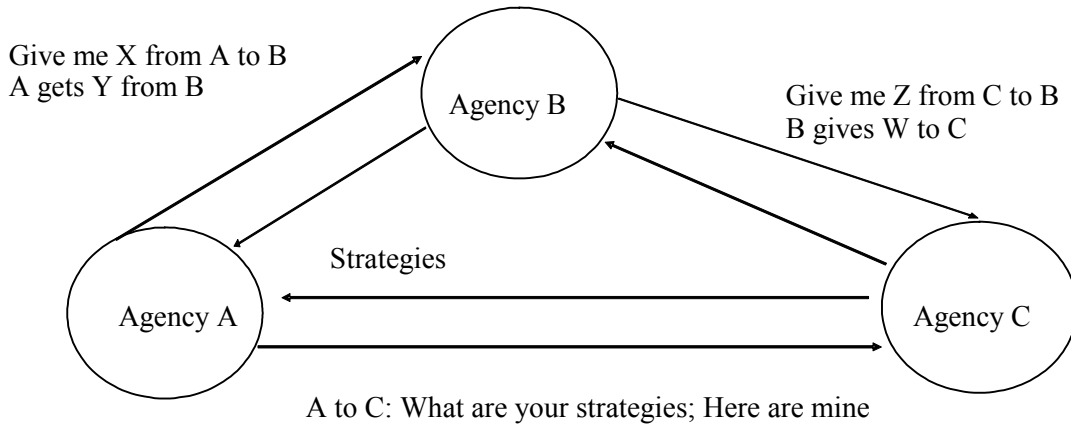 Give me X from A to B
A gets Y from B
Agency B
Give me Z from C to B
B gives W to C
Strategies
Agency A
Agency C
A to C: What are your strategies; Here are mine